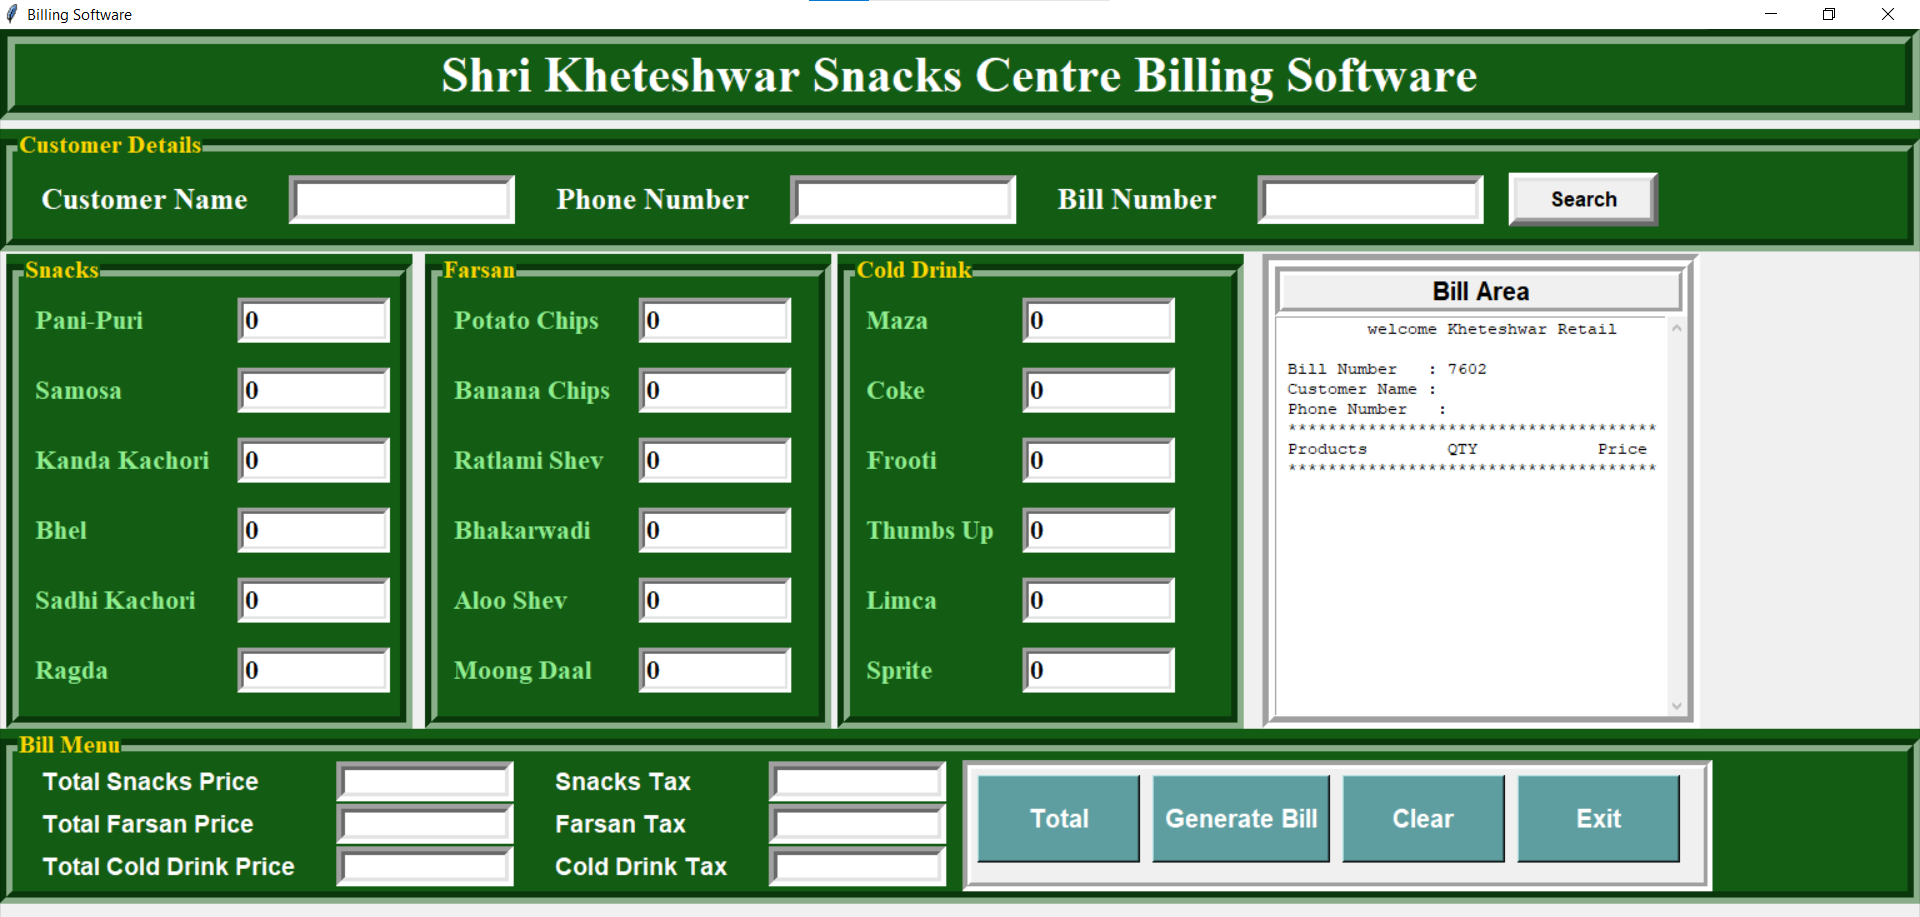 Billing Software
Shri Kheteshwar Snacks Centre Billing Software
Customer Details
Customer Name Phone Number Bill Number Search
Snacks
Pani-Puri 0
Samosa 0
Kanda Kachori 0
Bhel 0
Sadhi Kachori 0
Ragda 0
Farsan
Potato Chips 0
Banana Chips 0
Ratlami Shev 0
Bhakarwadi 0
Aloo Shev 0
Moong Daal 0
Cold Drink
Maza 0
Coke 0
Frooti 0
Thumbs Up 0
Limca 0
Sprite 0
Bill Area
welcome Kheteshwar Retail
Bill Number : 7602
Customer Name :
Phone Number :
*************************************
Products QTY Price
*************************************
Bill Menu
Total Snacks Price Snacks Tax
Total Farsan Price Farsan Tax
Total Cold Drink Price Cold Drink Tax
Total Generate Bill Clear Exit